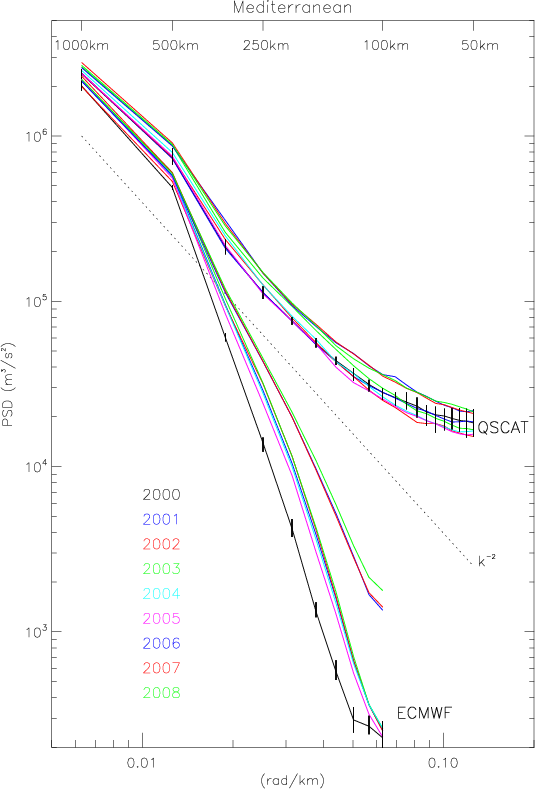 Mediterranean
1000km 500km 250km 100km 50km
10⁶
10⁵
PSD (m³/s²)
QSCAT
10⁴
2000
2001
2002
2003
2004
2005
2006
2007
2008
k⁻²
10³
ECMWF
0.01 0.10
(rad/km)